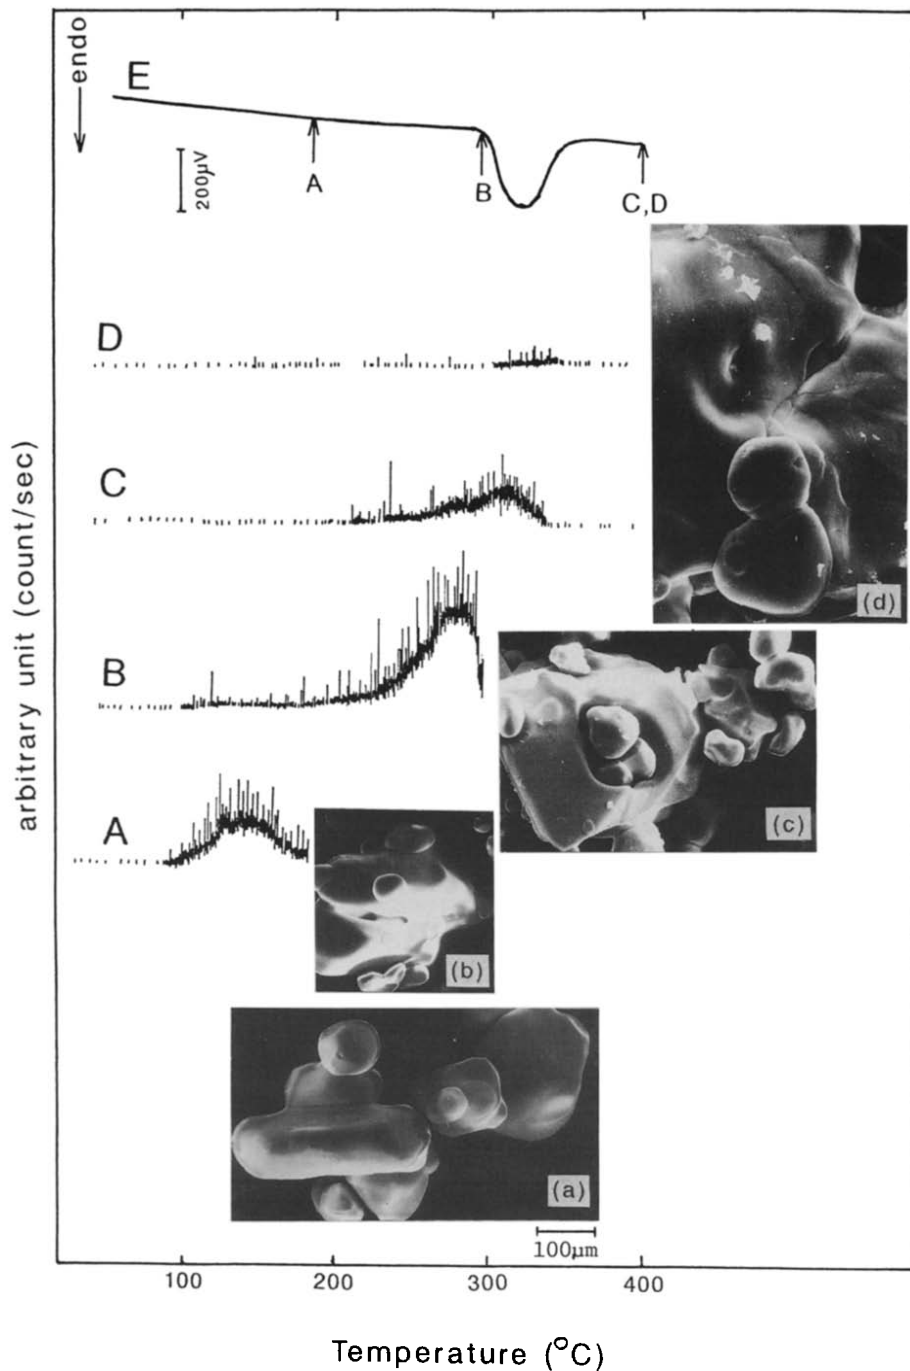 endo
E
200μV
A
B
C,D
D
C
B
A
(d)
(c)
(b)
(a)
100μm
arbitrary unit (count/sec)
100
200
300
400
Temperature (°C)